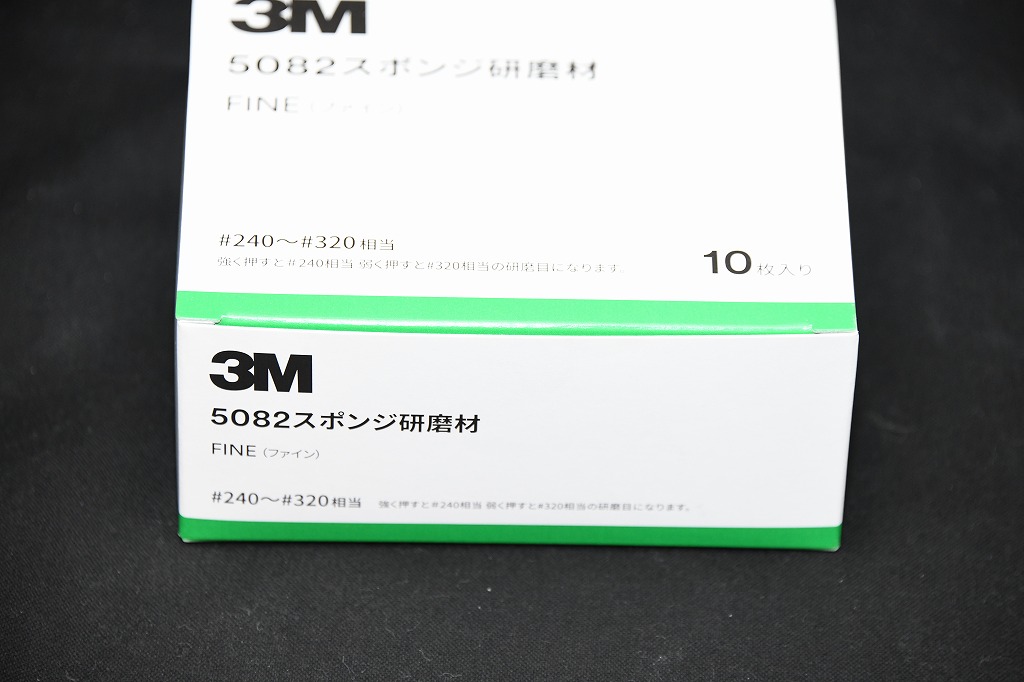 3M
5082スポンジ研磨材
FINE (ファイン)
#240～#320相当
強く押すと#240相当 弱く押すと#320相当の研磨目になります。
10枚入り
3M
5082スポンジ研磨材
FINE (ファイン)
#240～#320相当 強く押すと#240相当 弱く押すと#320相当の研磨目になります。